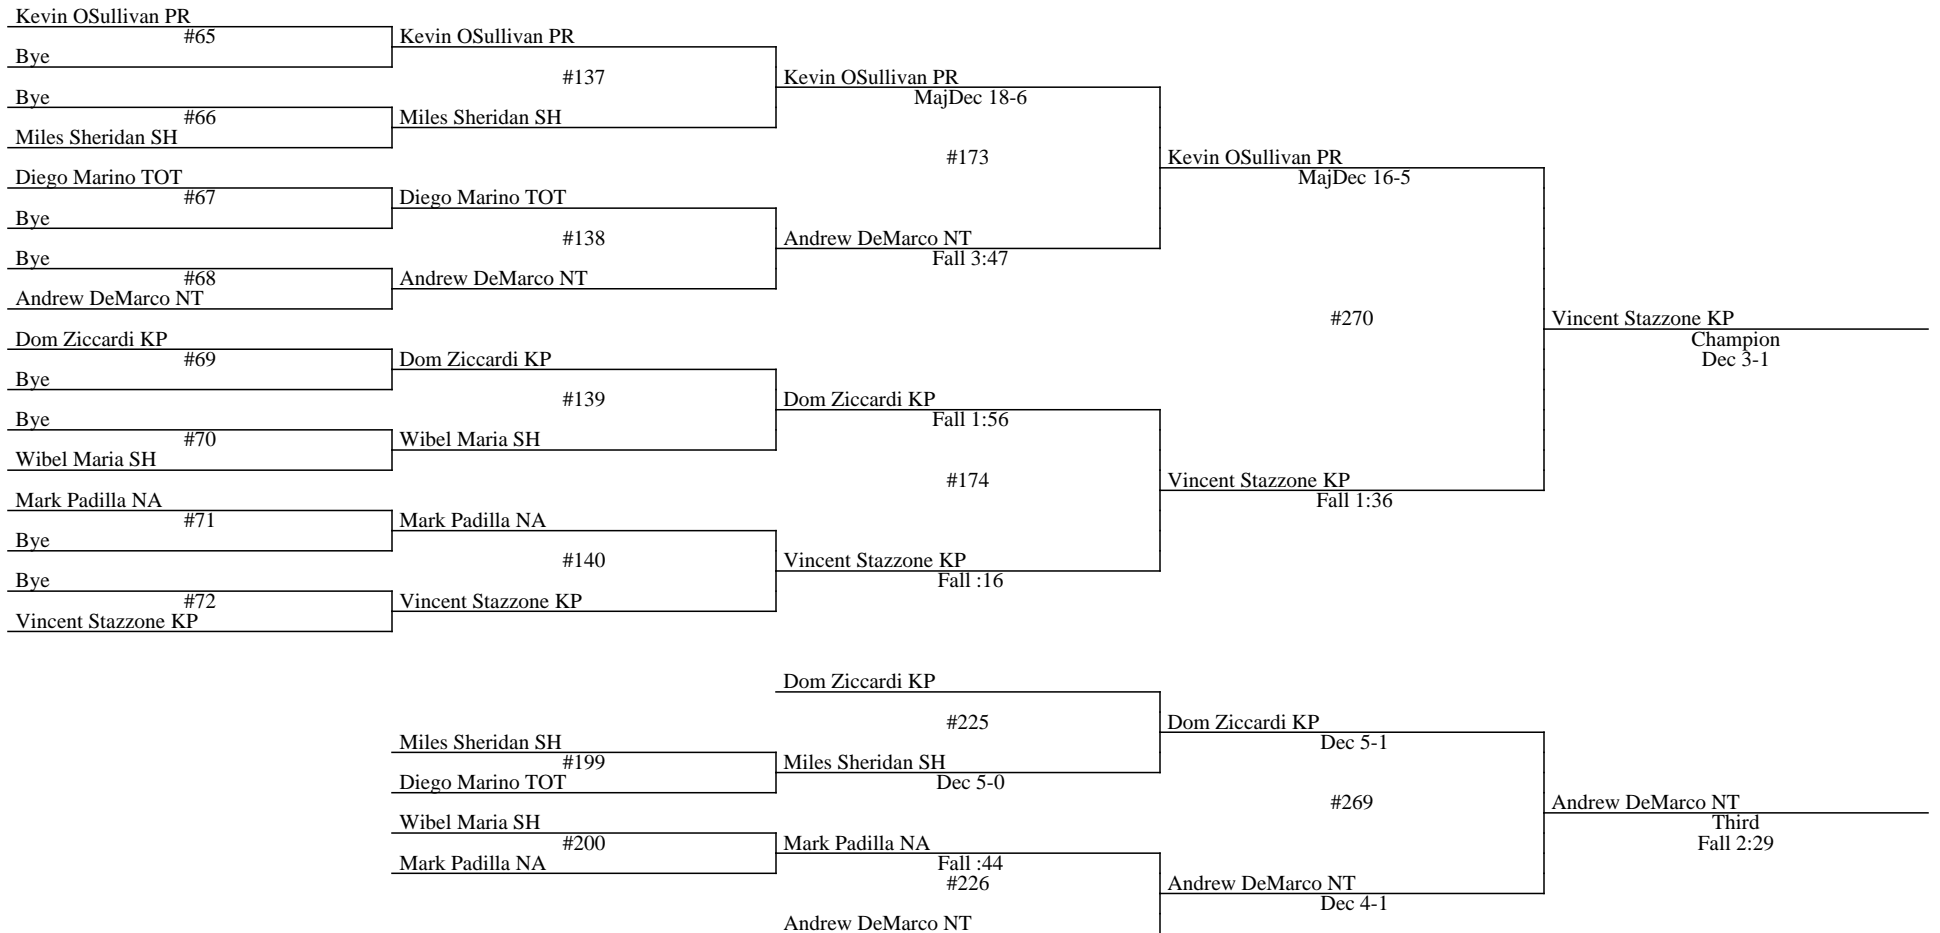 Kevin OSullivan PR
#65
Bye
Kevin OSullivan PR
#137
Bye
#66
Miles Sheridan SH
Miles Sheridan SH
Kevin OSullivan PR
MajDec 18-6
#173
Diego Marino TOT
#67
Bye
Diego Marino TOT
#138
Bye
#68
Andrew DeMarco NT
Andrew DeMarco NT
Andrew DeMarco NT
Fall 3:47
Kevin OSullivan PR
MajDec 16-5
#270
Dom Ziccardi KP
#69
Bye
Dom Ziccardi KP
#139
Bye
#70
Wibel Maria SH
Wibel Maria SH
Dom Ziccardi KP
Fall 1:56
#174
Mark Padilla NA
#71
Bye
Mark Padilla NA
#140
Bye
#72
Vincent Stazzone KP
Vincent Stazzone KP
Vincent Stazzone KP
Fall :16
Vincent Stazzone KP
Fall 1:36
Vincent Stazzone KP
Champion
Dec 3-1
Dom Ziccardi KP
#225
Miles Sheridan SH
#199
Diego Marino TOT
Miles Sheridan SH
Dec 5-0
Dom Ziccardi KP
Dec 5-1
#269
Wibel Maria SH
#200
Mark Padilla NA
Mark Padilla NA
Fall :44
#226
Andrew DeMarco NT
Andrew DeMarco NT
Dec 4-1
Andrew DeMarco NT
Third
Fall 2:29